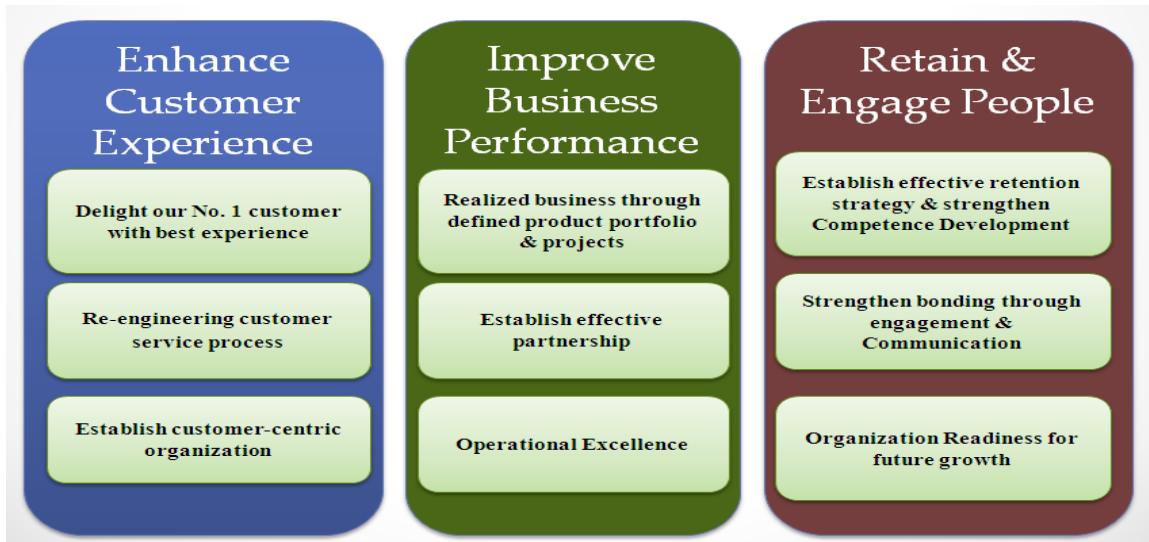 Enhance
Customer
Experience
Delight our No. 1 customer
with best experience
Re-engineering customer
service process
Establish customer-centric
organization
Improve
Business
Performance
Realized business through
defined product portfolio
& projects
Establish effective
partnership
Operational Excellence
Retain &
Engage People
Establish effective retention
strategy & strengthen
Competence Development
Strengthen bonding through
engagement &
Communication
Organization Readiness for
future growth